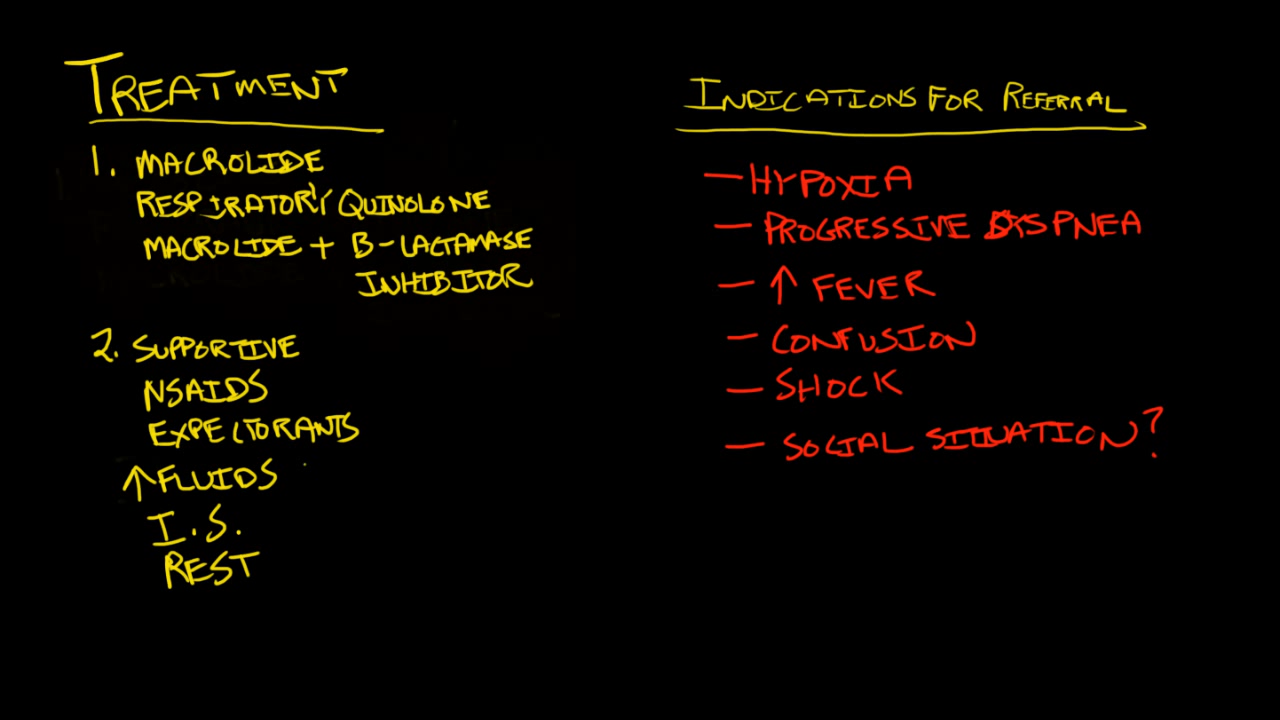 TREATMENT
1. MACROLIDE
RESPIRATORY QUINOLONE
MACROLIDE + B-LACTAMASE
INHIBITOR
2. SUPPORTIVE
NSAIDS
EXPECTORANTS
↑ FLUIDS
I.S.
REST
INDICATIONS FOR REFERRAL
— HYPOXIA
— PROGRESSIVE DYSPNEA
— ↑ FEVER
— CONFUSION
— SHOCK
— SOCIAL SITUATION?